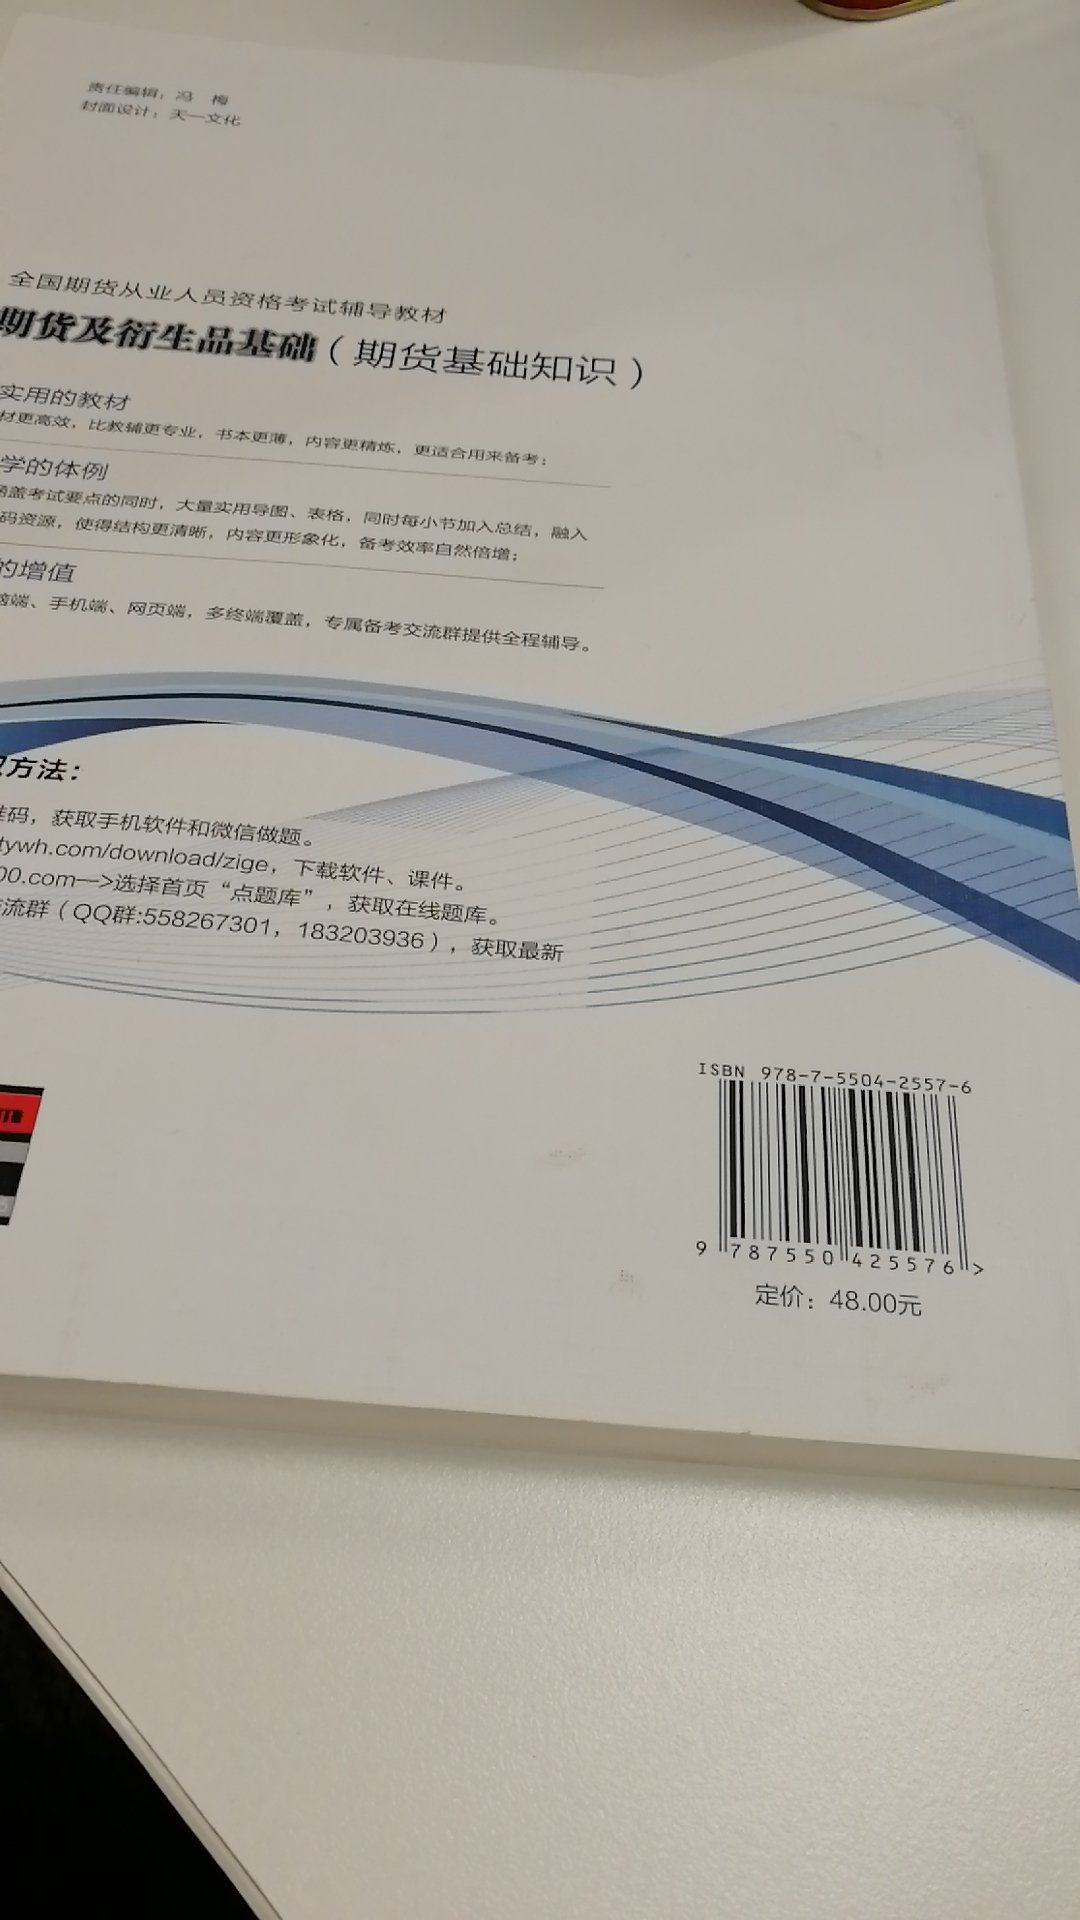 责任编辑：冯 梅
封面设计：天一文化
全国期货从业人员资格考试辅导教材
期货及衍生品基础（期货基础知识）
实用的教材
材更高效，比教辅更专业，书本更薄，内容更精炼，更适合用来备考；
学的体例
涵盖考试要点的同时，大量实用导图、表格，同时每小节加入总结，融入
码资源，使得结构更清晰，内容更形象化，备考效率自然倍增；
的增值
脑端、手机端、网页端，多终端覆盖，专属备考交流群提供全程辅导。
方法：
码，获取手机软件和微信做题。
tywh.com/download/zige，下载软件、课件。
00.com—>选择首页“点题库”，获取在线题库。
流群（QQ群:558267301，183203936），获取最新
ISBN 978-7-5504-2557-6
9 787550 425576 >
定价：48.00元